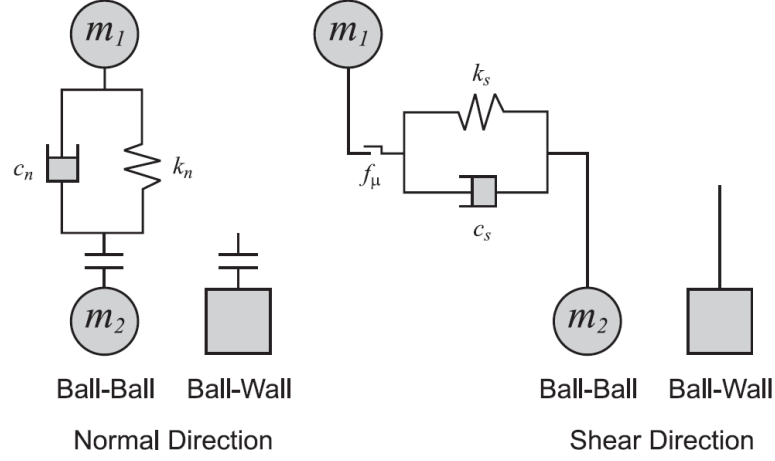 m₁
cₙ
kₙ
m₂
Ball-Ball Ball-Wall
Normal Direction
m₁
kₛ
f_μ
cₛ
m₂
Ball-Ball Ball-Wall
Shear Direction